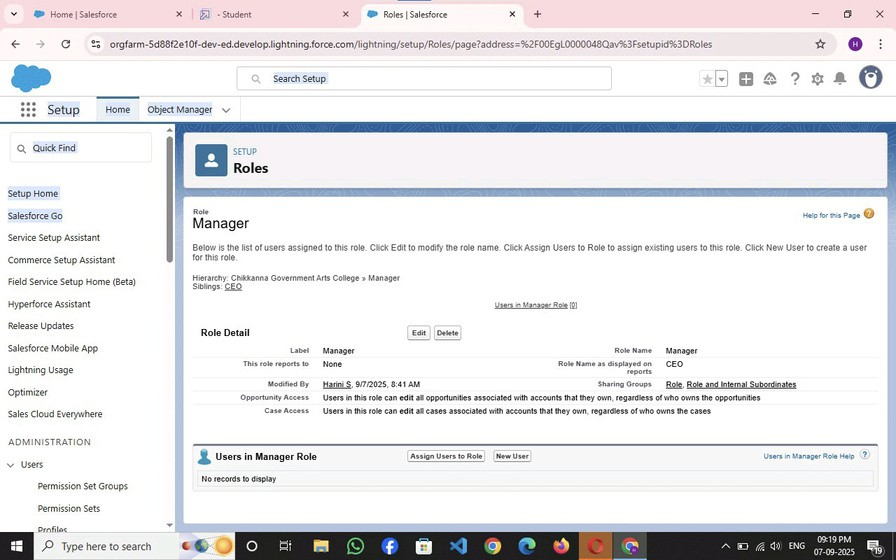 Home | Salesforce
- Student
Roles | Salesforce
orgfarm-5d88f2e10f-dev-ed.develop.lightning.force.com/lightning/setup/Roles/page?address=%2F00EgL0000048Qav%3Fsetupid%3DRoles
H
Search Setup
Setup
Home
Object Manager
Quick Find
Setup Home
Salesforce Go
Service Setup Assistant
Commerce Setup Assistant
Field Service Setup Home (Beta)
Hyperforce Assistant
Release Updates
Salesforce Mobile App
Lightning Usage
Optimizer
Sales Cloud Everywhere
ADMINISTRATION
Users
Permission Set Groups
Permission Sets
Profiles
SETUP
Roles
Role
Manager
Help for this Page
Below is the list of users assigned to this role. Click Edit to modify the role name. Click Assign Users to Role to assign existing users to this role. Click New User to create a user
for this role.
Hierarchy: Chikkanna Government Arts College » Manager
Siblings: CEO
Users in Manager Role [0]
Role Detail
Edit Delete
Label Manager Role Name Manager
This role reports to None Role Name as displayed on
reports CEO
Modified By Harini S, 9/7/2025, 8:41 AM Sharing Groups Role, Role and Internal Subordinates
Opportunity Access Users in this role can edit all opportunities associated with accounts that they own, regardless of who owns the opportunities
Case Access Users in this role can edit all cases associated with accounts that they own, regardless of who owns the cases
Users in Manager Role
Assign Users to Role New User
Users in Manager Role Help ?
No records to display
Type here to search
ENG
09:19 PM
07-09-2025
19